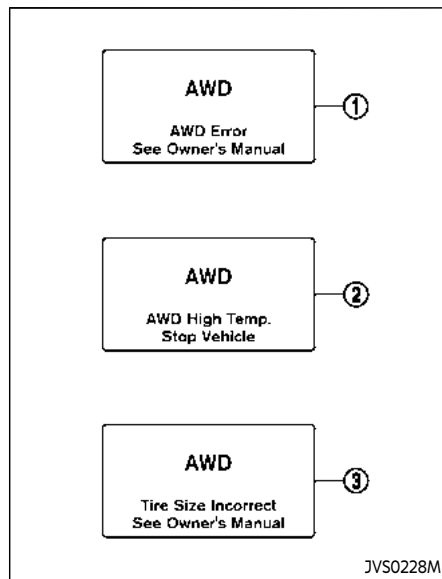 AWD
AWD Error
See Owner's Manual
①
AWD
AWD High Temp.
Stop Vehicle
②
AWD
Tire Size Incorrect
See Owner's Manual
③
JVS0228M